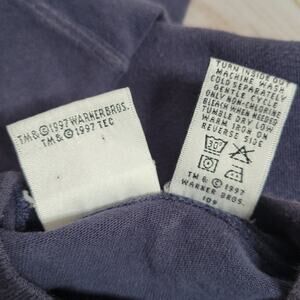 TM&©1997 WARNER BROS.
TM&©1997 TEC
TURN INSIDE OUT
MACHINE WASH
COLD SEPARATELY
GENTLE CYCLE
ONLY NON-CHLORINE
BLEACH WHEN NEEDED
TUMBLE DRY LOW
WARM IRON ON
REVERSE SIDE
30°
TM & © 1997
WARNER BROS.